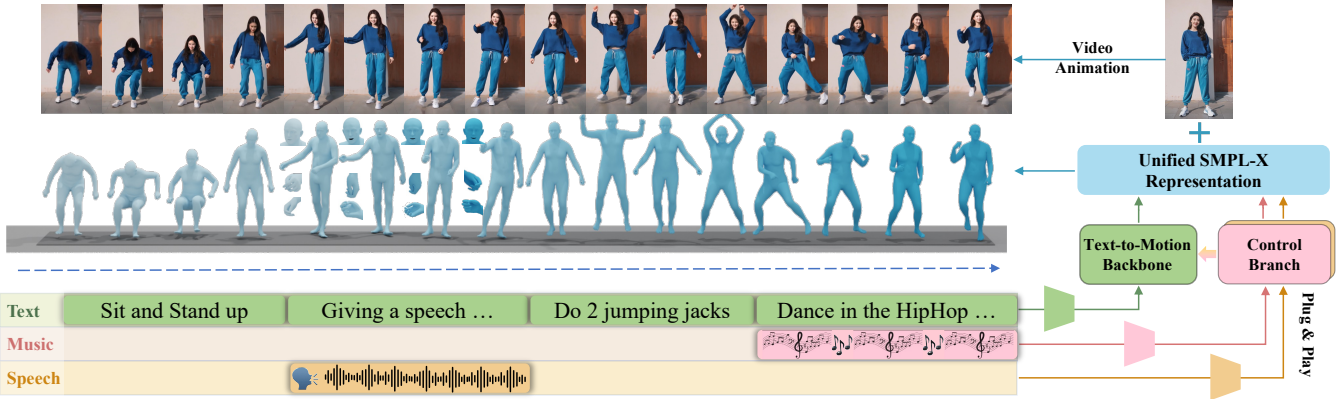 Video
Animation
Unified SMPL-X
Representation
Text-to-Motion
Backbone
Control
Branch
Plug & Play
Text
Sit and Stand up
Giving a speech …
Do 2 jumping jacks
Dance in the HipHop …
Music
Speech